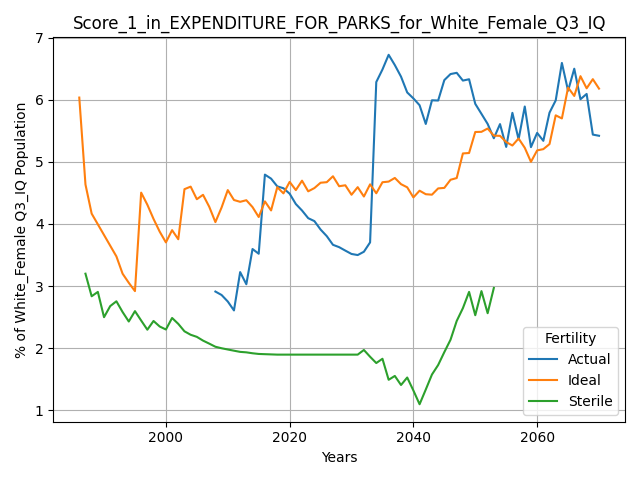 Score_1_in_EXPENDITURE_FOR_PARKS_for_White_Female_Q3_IQ
% of White_Female Q3_IQ Population
7
6
5
4
3
2
1
2000 2020 2040 2060
Years
Fertility
Actual
Ideal
Sterile